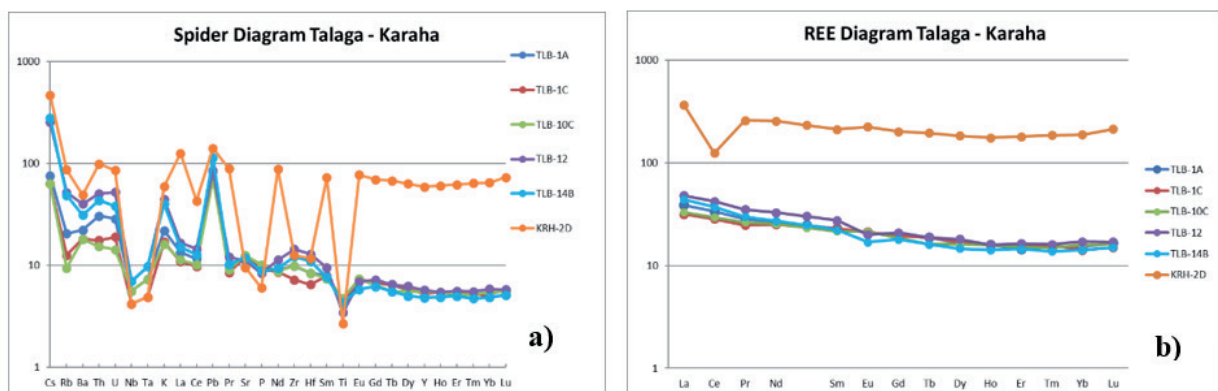 Spider Diagram Talaga - Karaha
1000
100
10
1
Cs Rb Ba Th U Nb Ta K La Ce Pb Pr Sr P Nd Zr Hf Sm Ti Eu Gd Tb Dy Y Ho Er Tm Yb Lu
TLB-1A
TLB-1C
TLB-10C
TLB-12
TLB-14B
KRH-2D
a)
REE Diagram Talaga - Karaha
1000
100
10
1
La Ce Pr Nd Sm Eu Gd Tb Dy Ho Er Tm Yb Lu
TLB-1A
TLB-1C
TLB-10C
TLB-12
TLB-14B
KRH-2D
b)